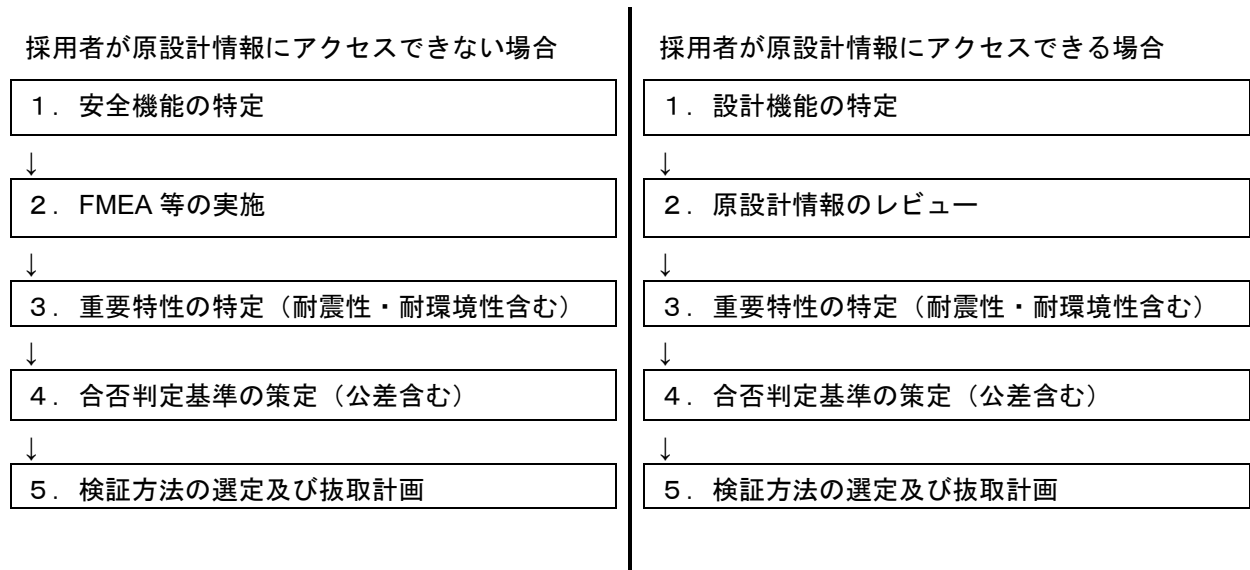 採用者が原設計情報にアクセスできない場合
１．安全機能の特定
↓
２．FMEA 等の実施
↓
３．重要特性の特定（耐震性・耐環境性含む）
↓
４．合否判定基準の策定（公差含む）
↓
５．検証方法の選定及び抜取計画
採用者が原設計情報にアクセスできる場合
１．設計機能の特定
↓
２．原設計情報のレビュー
↓
３．重要特性の特定（耐震性・耐環境性含む）
↓
４．合否判定基準の策定（公差含む）
↓
５．検証方法の選定及び抜取計画